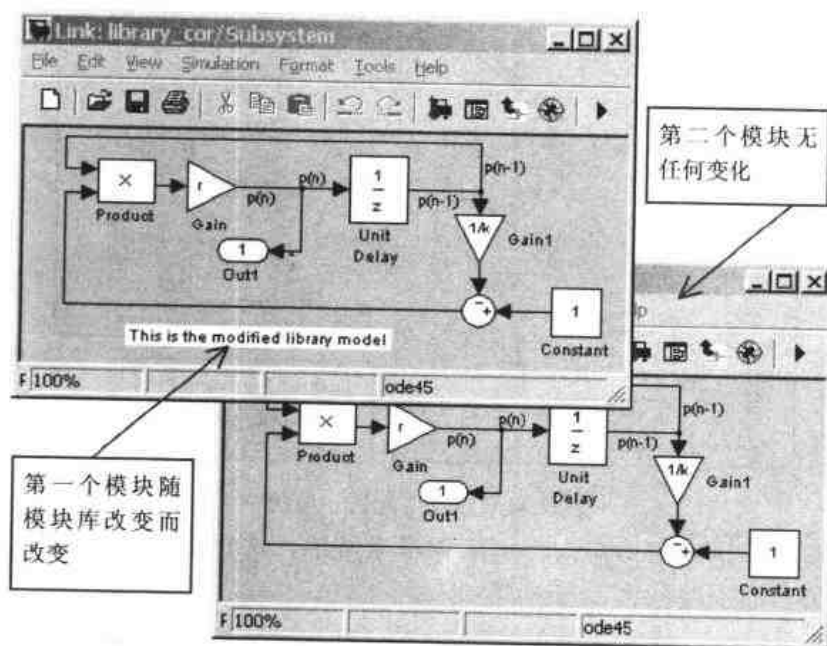 Link: library_cor/Subsystem
File Edit View Simulation Format Tools Help
第二个模块无
任何变化
p(n-1)
×
r
p(n)
p(n)
1
z
p(n-1)
Product
Gain
Unit
Delay
1/k
Gain1
1
Out1
- +
1
Constant
This is the modified library model
F 100%
ode45
第一个模块随
模块库改变而
改变
lp
p(n-1)
×
r
p(n)
p(n)
1
z
p(n-1)
Product
Gain
Unit
Delay
1/k
Gain1
1
Out1
- +
1
Constant
F 100%
ode45